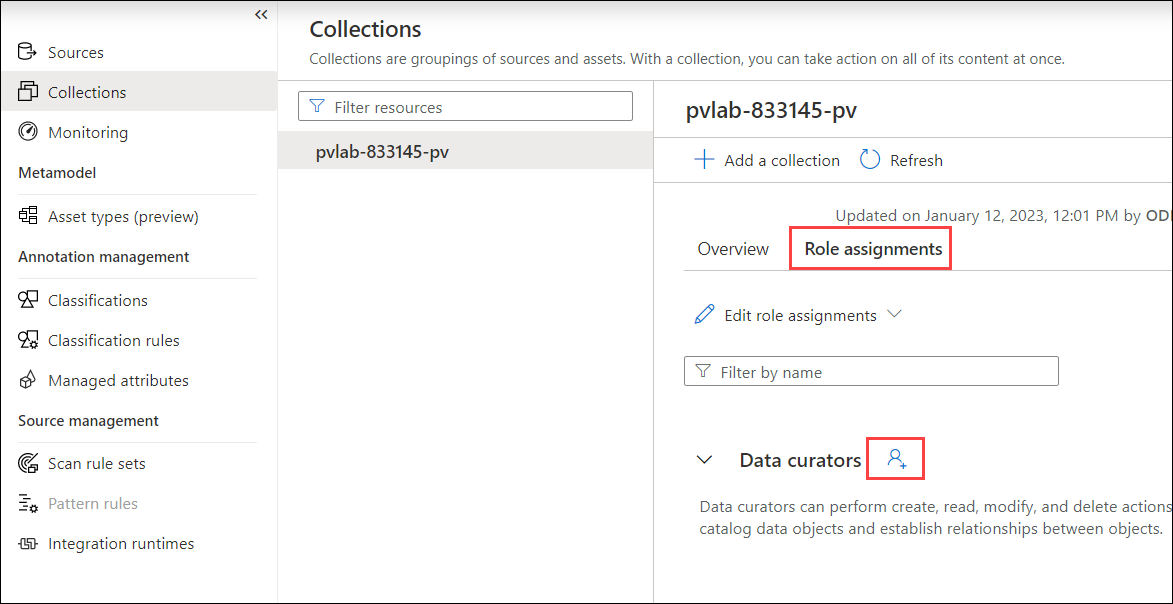 Sources
Collections
Monitoring
Metamodel
Asset types (preview)
Annotation management
Classifications
Classification rules
Managed attributes
Source management
Scan rule sets
Pattern rules
Integration runtimes
Collections
Collections are groupings of sources and assets. With a collection, you can take action on all of its content at once.
Filter resources
pvlab-833145-pv
pvlab-833145-pv
Add a collection Refresh
Updated on January 12, 2023, 12:01 PM by
Overview Role assignments
Edit role assignments
Filter by name
Data curators
Data curators can perform create, read, modify, and delete actions
catalog data objects and establish relationships between objects.